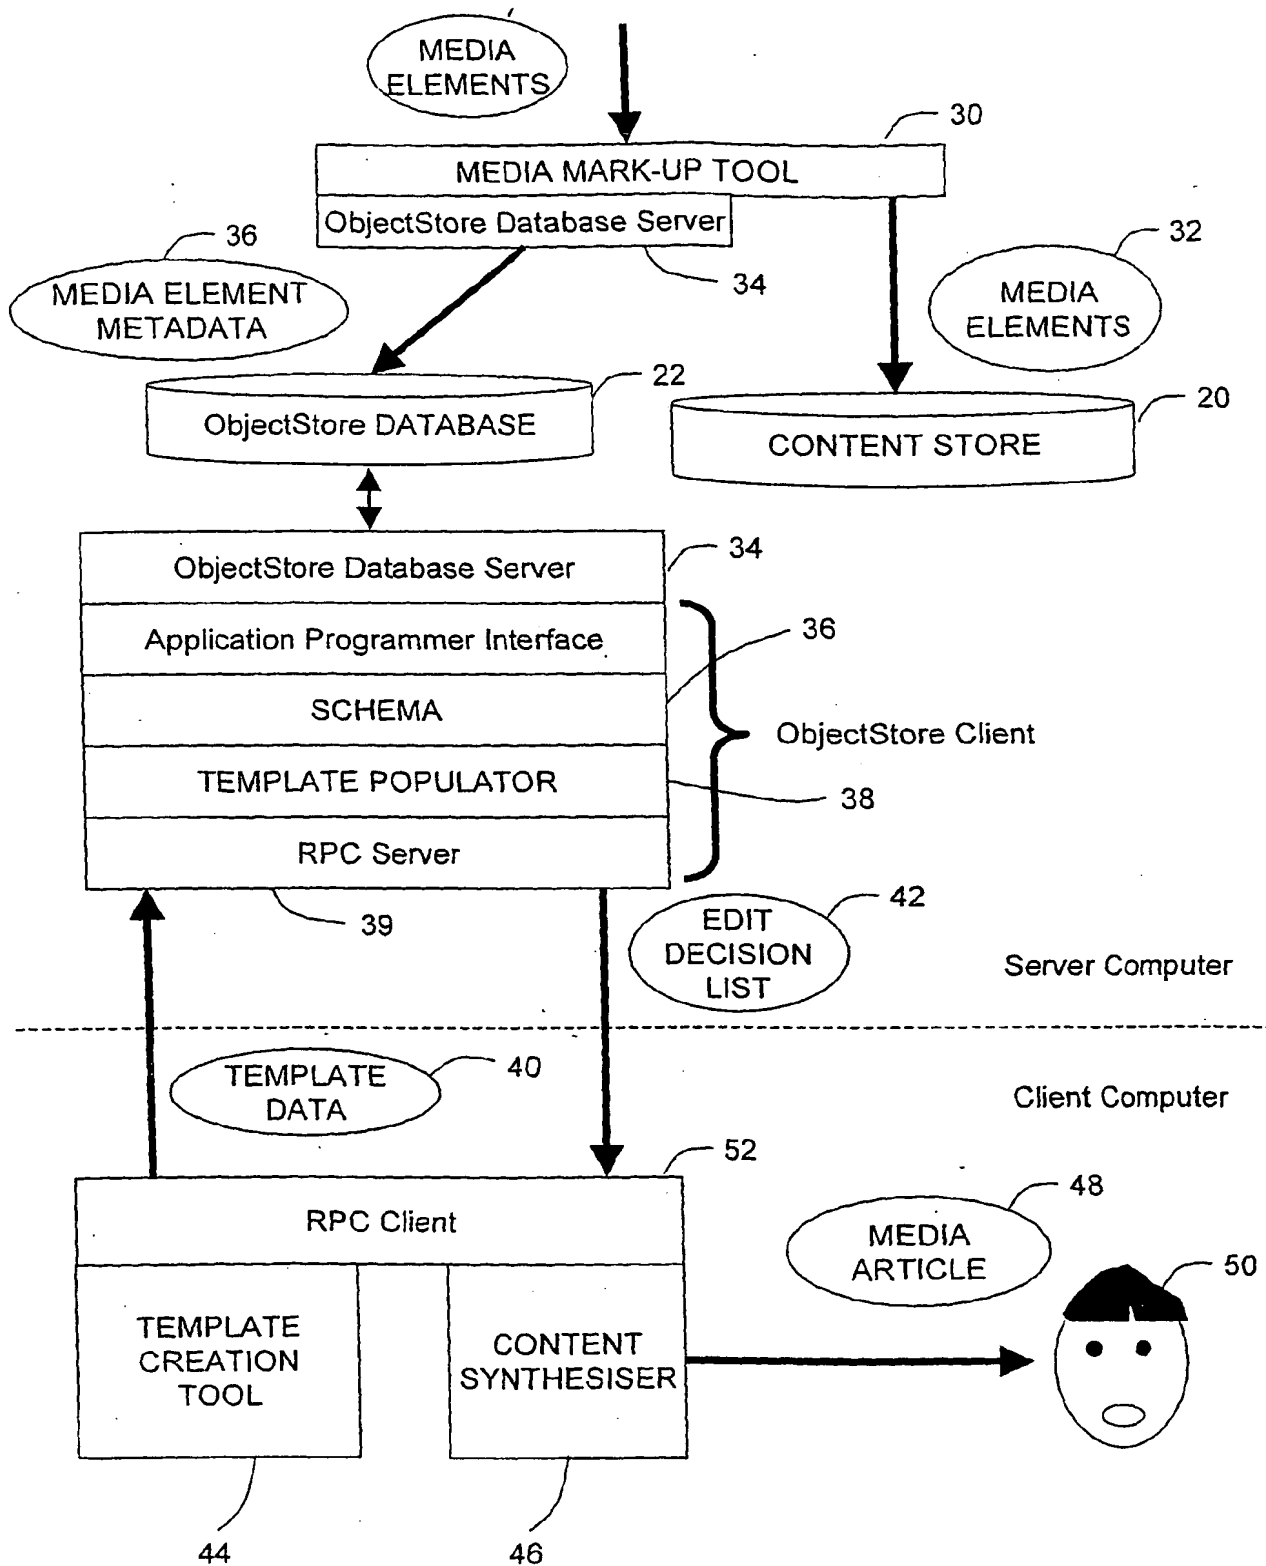 MEDIA
ELEMENTS
30
MEDIA MARK-UP TOOL
ObjectStore Database Server
36
34
32
MEDIA ELEMENT
METADATA
MEDIA
ELEMENTS
22
20
ObjectStore DATABASE
CONTENT STORE
ObjectStore Database Server
34
Application Programmer Interface
36
SCHEMA
ObjectStore Client
TEMPLATE POPULATOR
38
RPC Server
39
EDIT
DECISION
LIST
42
Server Computer
TEMPLATE
DATA
40
Client Computer
52
RPC Client
48
MEDIA
ARTICLE
50
TEMPLATE
CREATION
TOOL
CONTENT
SYNTHESISER
44
46